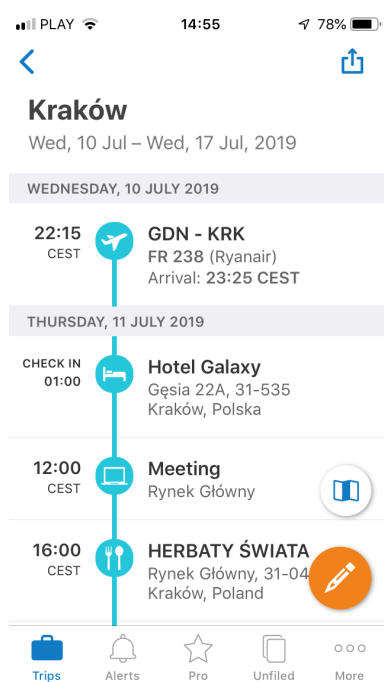 PLAY 14:55 78%
Kraków
Wed, 10 Jul – Wed, 17 Jul, 2019
WEDNESDAY, 10 JULY 2019
22:15 GDN - KRK
CEST FR 238 (Ryanair)
Arrival: 23:25 CEST
THURSDAY, 11 JULY 2019
CHECK IN Hotel Galaxy
01:00 Gęsia 22A, 31-535
Kraków, Polska
12:00 Meeting
CEST Rynek Główny
16:00 HERBATY ŚWIATA
CEST Rynek Główny, 31-04
Kraków, Poland
Trips Alerts Pro Unfiled More